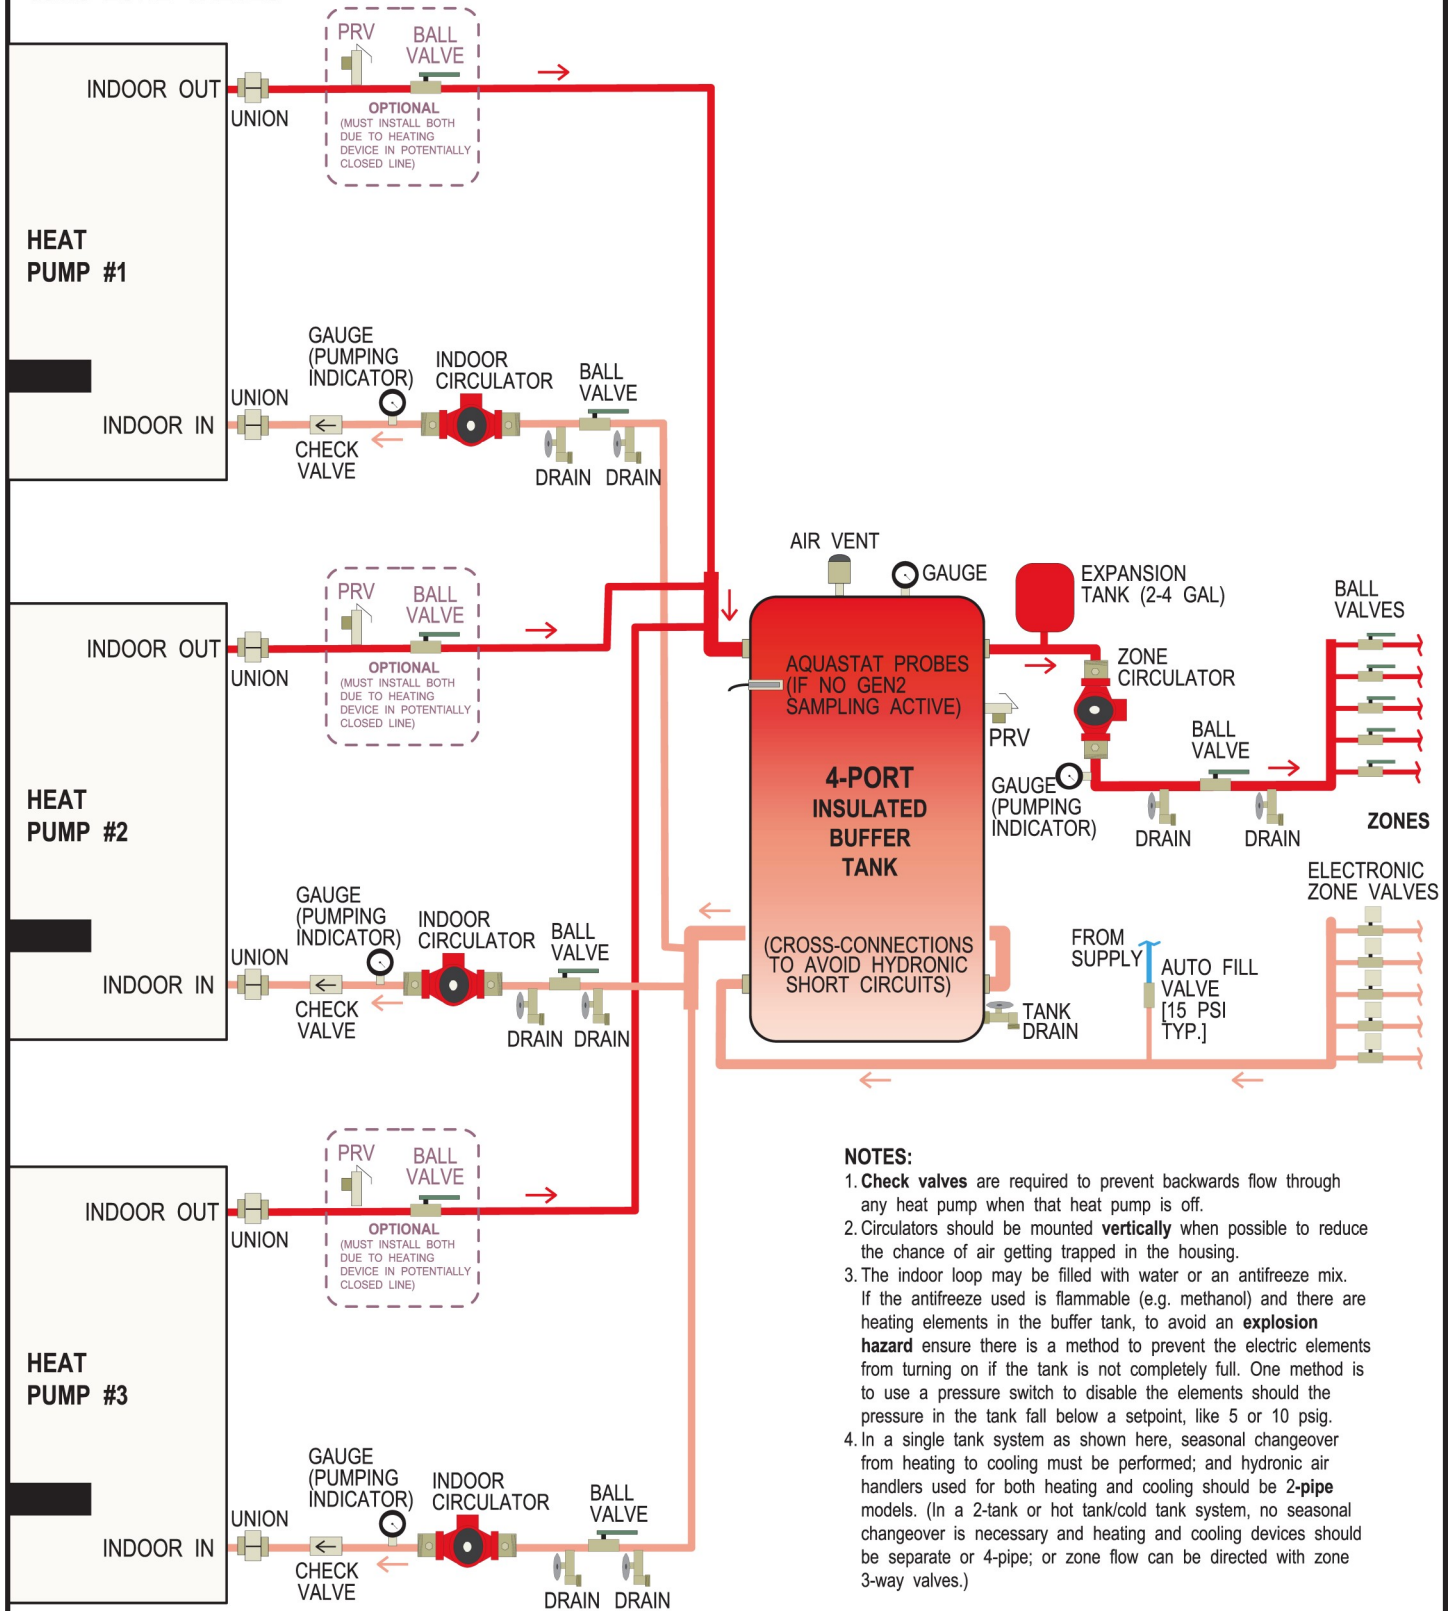 PRV
BALL
VALVE
INDOOR OUT
UNION
OPTIONAL
(MUST INSTALL BOTH
DUE TO HEATING
DEVICE IN POTENTIALLY
CLOSED LINE)
HEAT
PUMP #1
GAUGE
(PUMPING
INDICATOR)
INDOOR
CIRCULATOR
BALL
VALVE
UNION
INDOOR IN
CHECK
VALVE
DRAIN
DRAIN
PRV
BALL
VALVE
INDOOR OUT
UNION
OPTIONAL
(MUST INSTALL BOTH
DUE TO HEATING
DEVICE IN POTENTIALLY
CLOSED LINE)
HEAT
PUMP #2
GAUGE
(PUMPING
INDICATOR)
INDOOR
CIRCULATOR
BALL
VALVE
UNION
INDOOR IN
CHECK
VALVE
DRAIN
DRAIN
AIR VENT
GAUGE
EXPANSION
TANK (2-4 GAL)
BALL
VALVES
AQUASTAT PROBES
(IF NO GEN2
SAMPLING ACTIVE)
ZONE
CIRCULATOR
PRV
BALL
VALVE
4-PORT
INSULATED
BUFFER
TANK
GAUGE
(PUMPING
INDICATOR)
DRAIN
DRAIN
ZONES
ELECTRONIC
ZONE VALVES
(CROSS-CONNECTIONS
TO AVOID HYDRONIC
SHORT CIRCUITS)
FROM
SUPPLY
AUTO FILL
VALVE
[15 PSI
TYP.]
TANK
DRAIN
PRV
BALL
VALVE
INDOOR OUT
UNION
OPTIONAL
(MUST INSTALL BOTH
DUE TO HEATING
DEVICE IN POTENTIALLY
CLOSED LINE)
HEAT
PUMP #3
GAUGE
(PUMPING
INDICATOR)
INDOOR
CIRCULATOR
BALL
VALVE
UNION
INDOOR IN
CHECK
VALVE
DRAIN
DRAIN
NOTES:
1. Check valves are required to prevent backwards flow through
any heat pump when that heat pump is off.
2. Circulators should be mounted vertically when possible to reduce
the chance of air getting trapped in the housing.
3. The indoor loop may be filled with water or an antifreeze mix.
If the antifreeze used is flammable (e.g. methanol) and there are
heating elements in the buffer tank, to avoid an explosion
hazard ensure there is a method to prevent the electric elements
from turning on if the tank is not completely full. One method is
to use a pressure switch to disable the elements should the
pressure in the tank fall below a setpoint, like 5 or 10 psig.
4. In a single tank system as shown here, seasonal changeover
from heating to cooling must be performed; and hydronic air
handlers used for both heating and cooling should be 2-pipe
models. (In a 2-tank or hot tank/cold tank system, no seasonal
changeover is necessary and heating and cooling devices should
be separate or 4-pipe; or zone flow can be directed with zone
3-way valves.)